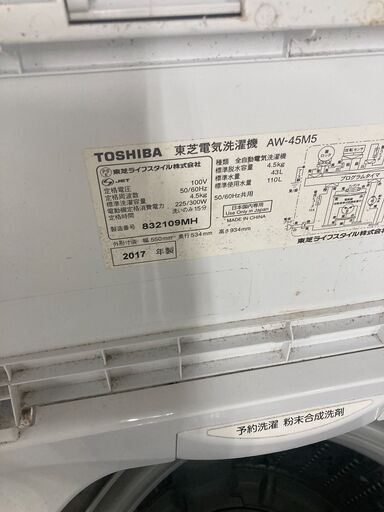 TOSHIBA 東芝電気洗濯機 AW-45M5
東芝ライフスタイル株式会社
JET
定格電圧 100V
定格周波数 50/60Hz
標準洗濯容量 4.5kg
電動機定格消費電力 225/300W
定格時間 洗いのみ15分
製造番号 832109MH
外形寸法 幅 550mm 奥行 534mm 高さ 934mm
2017 年製
種類 全自動電気洗濯機
標準脱水容量 4.5kg
標準水量 43L
標準使用水量 110L
50/60Hz共用
日本国内専用
Use Only in Japan
MADE IN CHINA
プログラムタイマ
予約洗濯 粉末合成洗剤